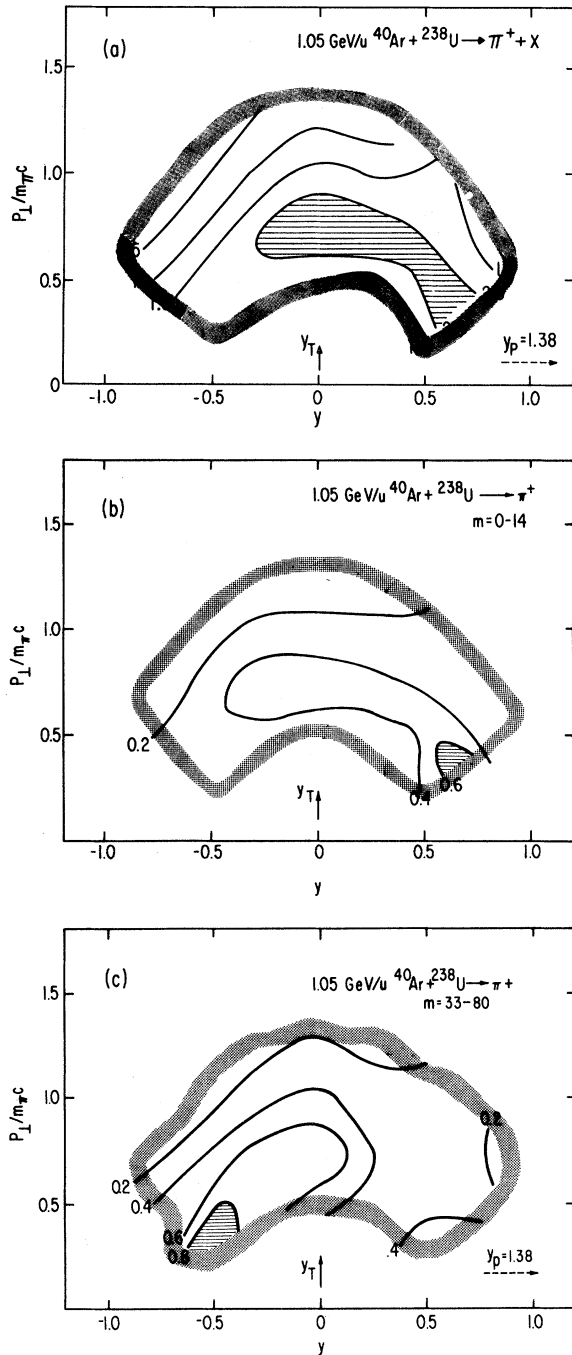 (a)
1.05 GeV/u ⁴⁰Ar + ²³⁸U → π⁺ + X
1.5
1.0
0.5
0
P⊥/mπc
y_T
y_P=1.38
-1.0 -0.5 0 0.5 1.0
y
(b)
1.05 GeV/u ⁴⁰Ar + ²³⁸U → π⁺
m=0-14
1.5
1.0
0.5
P⊥/mπc
0.2
0.4
0.6
y_T
-1.0 -0.5 0 0.5 1.0
y
(c)
1.05 GeV/u ⁴⁰Ar + ²³⁸U → π+
m=33-80
1.5
1.0
0.5
P⊥/mπc
0.2
0.2
0.4
0.6
0.8
.4
y_T
y_P=1.38
-1.0 -0.5 0 0.5 1.0
y